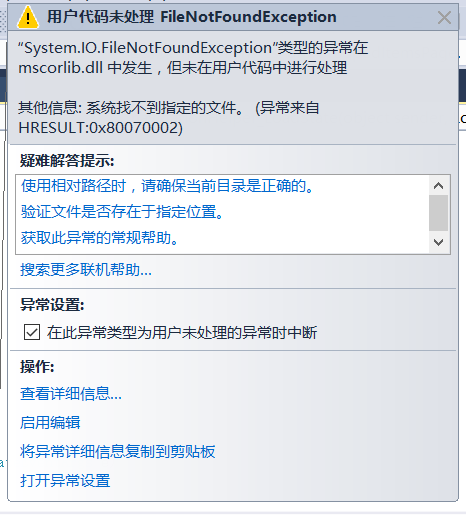 用户代码未处理 FileNotFoundException
“System.IO.FileNotFoundException”类型的异常在
mscorlib.dll 中发生，但未在用户代码中进行处理
其他信息: 系统找不到指定的文件。 (异常来自
HRESULT:0x80070002)
疑难解答提示:
使用相对路径时，请确保当前目录是正确的。
验证文件是否存在于指定位置。
获取此异常的常规帮助。
搜索更多联机帮助...
异常设置:
在此异常类型为用户未处理的异常时中断
操作:
查看详细信息...
启用编辑
将异常详细信息复制到剪贴板
打开异常设置